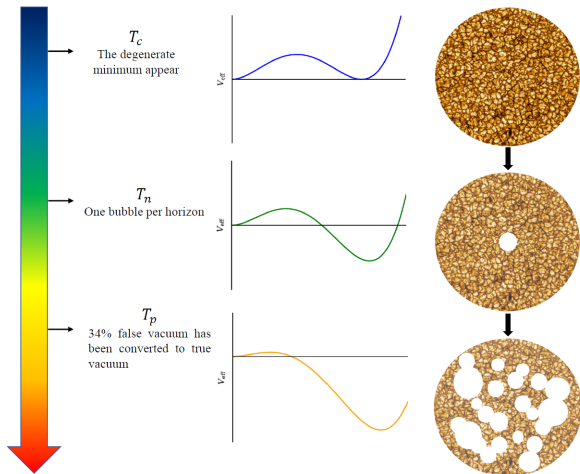 T_c
The degenerate
minimum appear
V_eff
T_n
One bubble per horizon
V_eff
T_p
34% false vacuum has
been converted to true
vacuum
V_eff